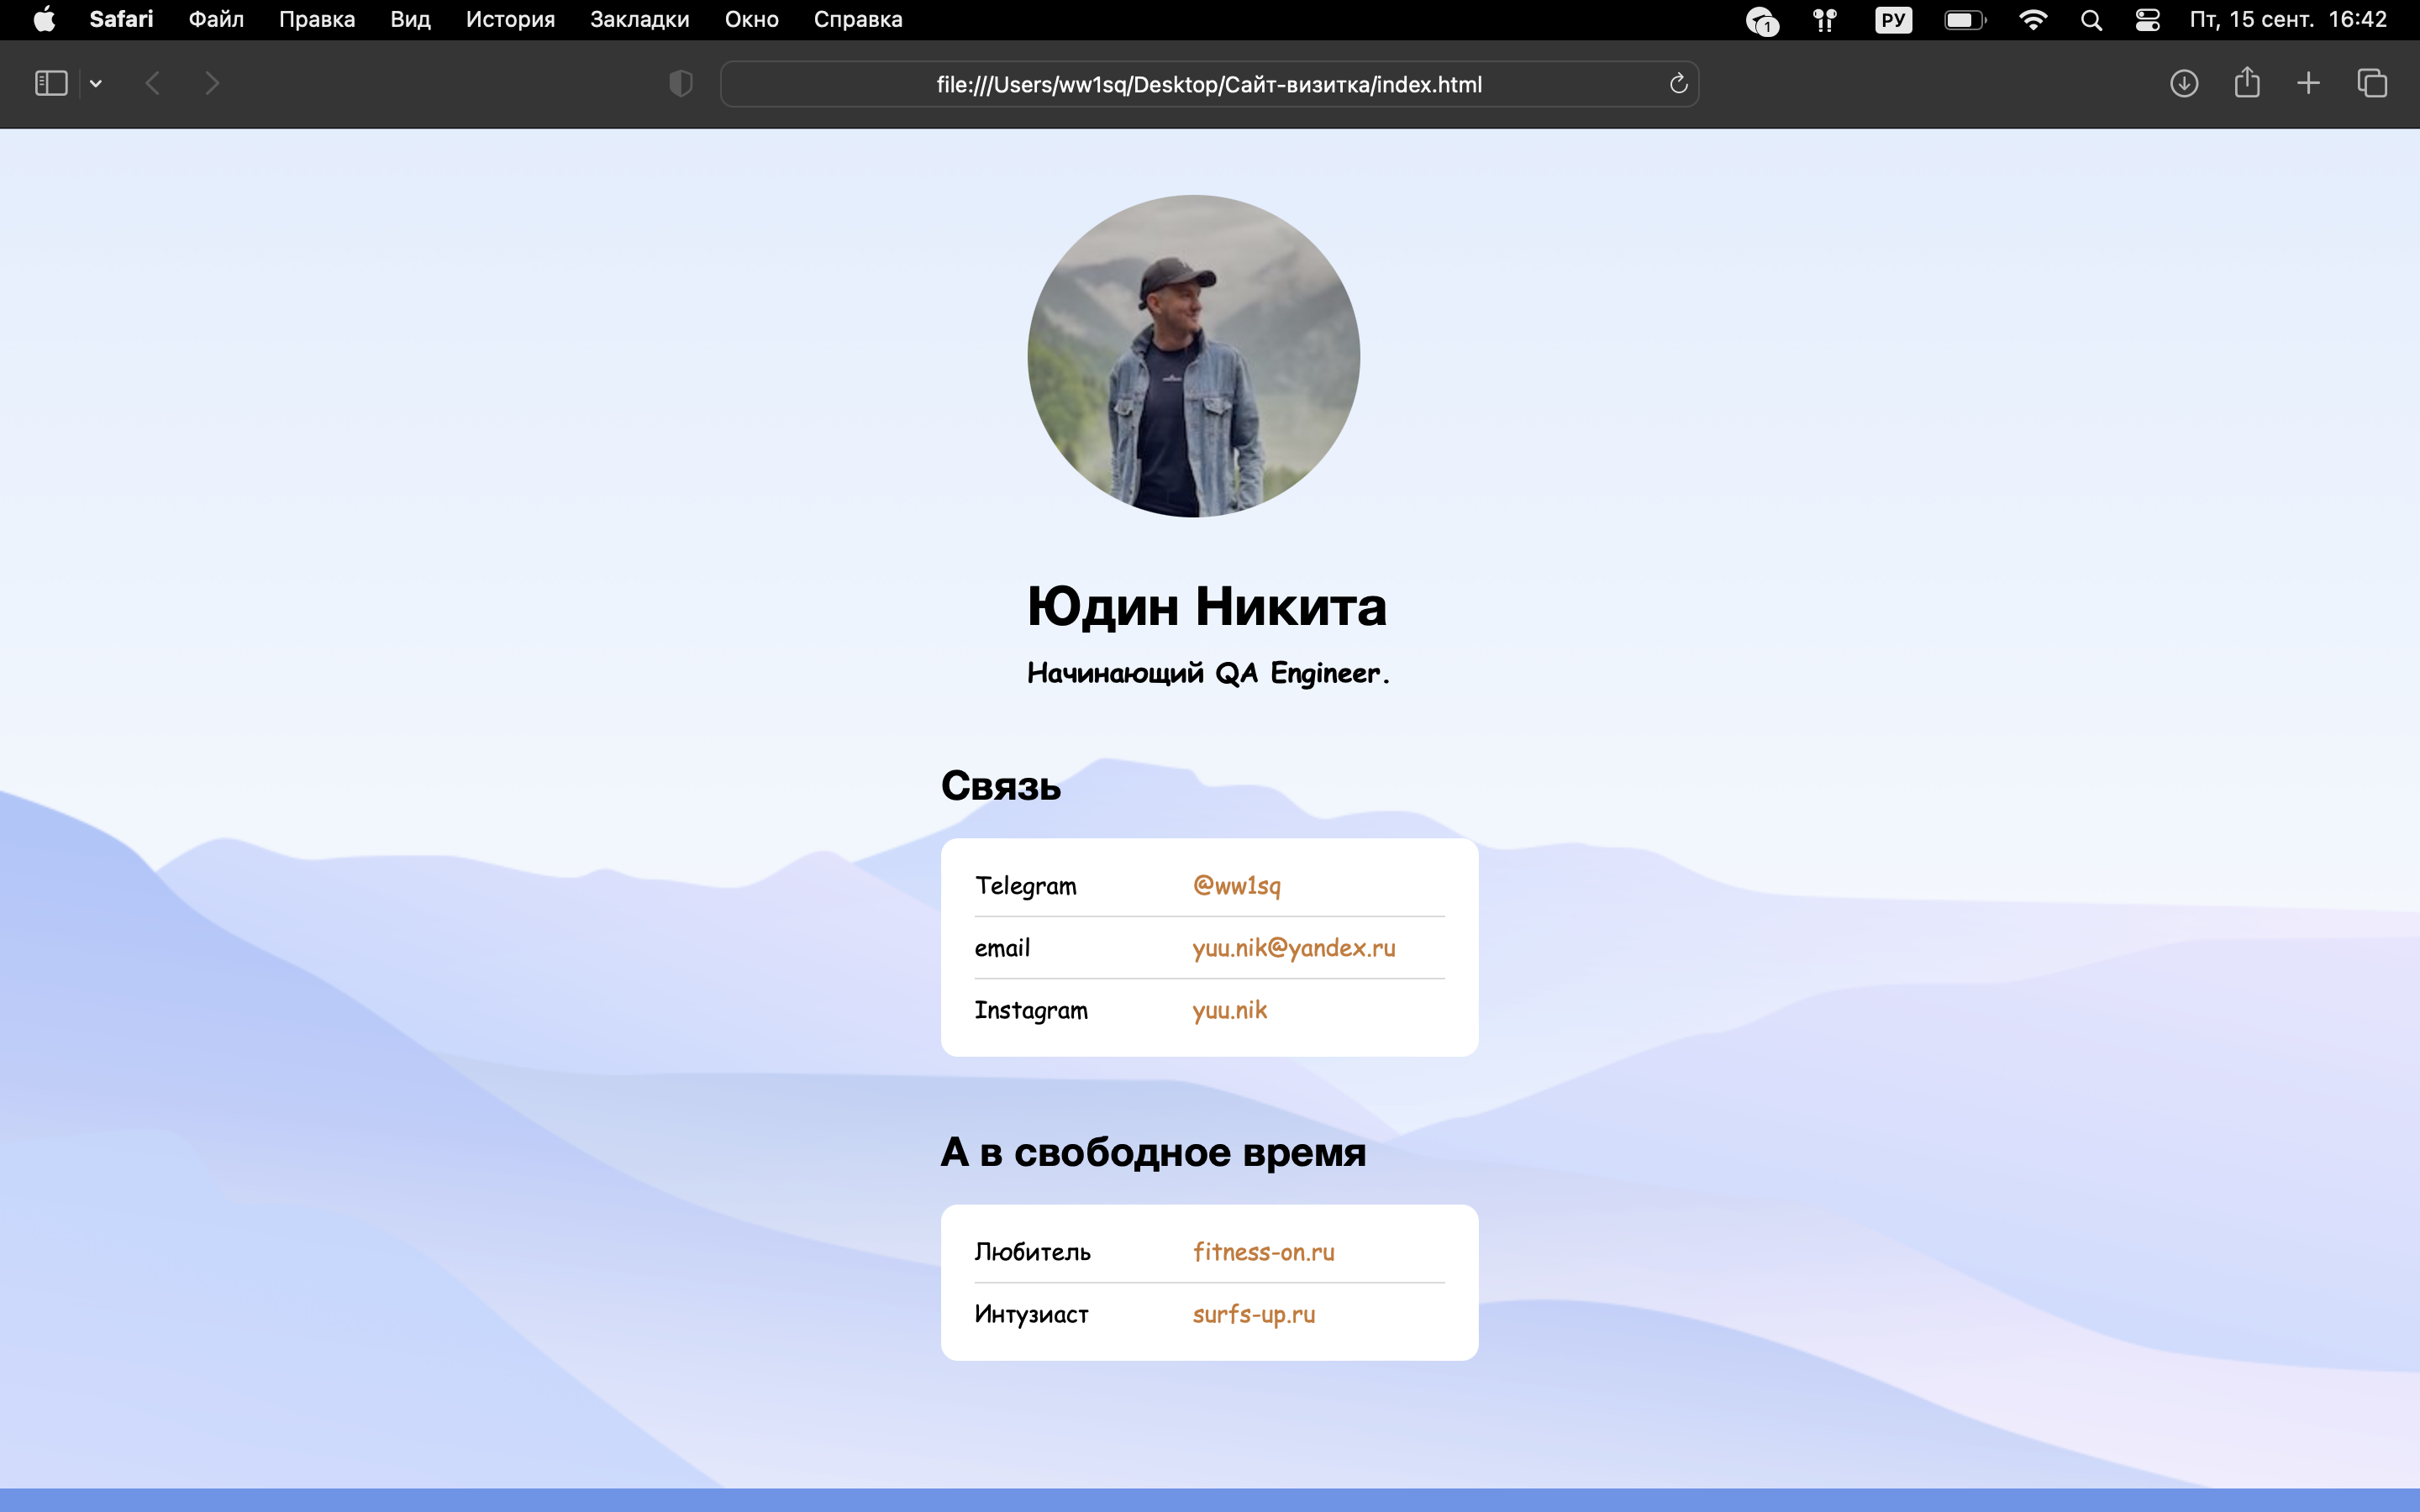 Safari Файл Правка Вид История Закладки Окно Справка 1 РУ Пт, 15 сент. 16:42
file:///Users/ww1sq/Desktop/Сайт-визитка/index.html
Юдин Никита
Начинающий QA Engineer.
Связь
Telegram @ww1sq
email yuu.nik@yandex.ru
Instagram yuu.nik
А в свободное время
Любитель fitness-on.ru
Интузиаст surfs-up.ru